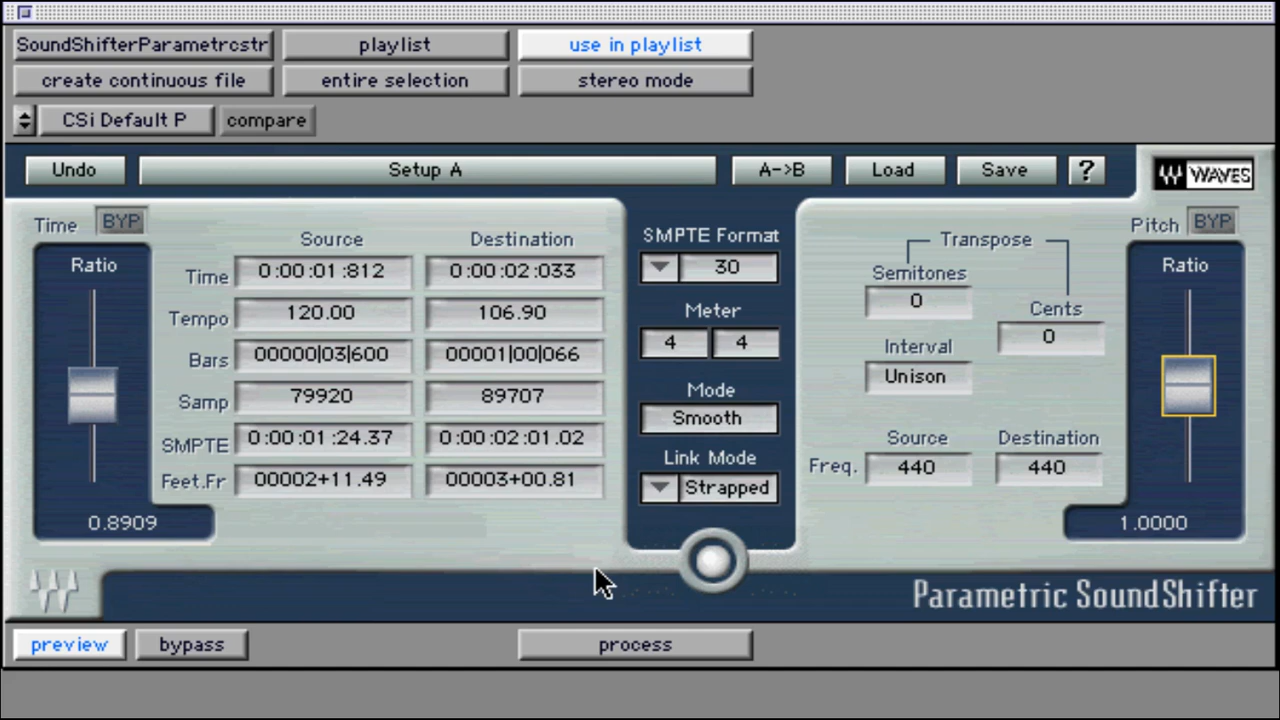 SoundShifterParametrcstr playlist use in playlist
create continuous file entire selection stereo mode
CSi Default P compare
Undo Setup A A->B Load Save ? WAVES
Time BYP
Ratio
0.8909
Source Destination
Time 0:00:01:812 0:00:02:033
Tempo 120.00 106.90
Bars 00000|03|600 00001|00|066
Samp 79920 89707
SMPTE 0:00:01:24.37 0:00:02:01.02
Feet.Fr 00002+11.49 00003+00.81
SMPTE Format
30
Meter
4 4
Mode
Smooth
Link Mode
Strapped
Transpose
Semitones
0
Cents
0
Interval
Unison
Source Destination
Freq. 440 440
Pitch BYP
Ratio
1.0000
Parametric SoundShifter
preview bypass process